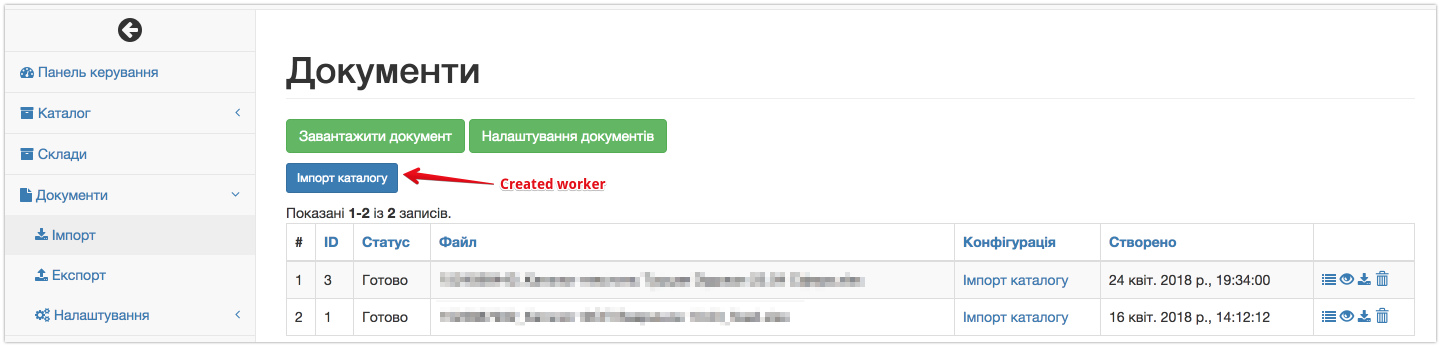 Панель керування
Каталог
Склади
Документи
Імпорт
Експорт
Налаштування
Документи
Завантажити документ Налаштування документів
Імпорт каталогу
Created worker
Показані 1-2 із 2 записів.
# ID Статус Файл Конфігурація Створено
1 3 Готово Імпорт каталогу 24 квіт. 2018 р., 19:34:00
2 1 Готово Імпорт каталогу 16 квіт. 2018 р., 14:12:12